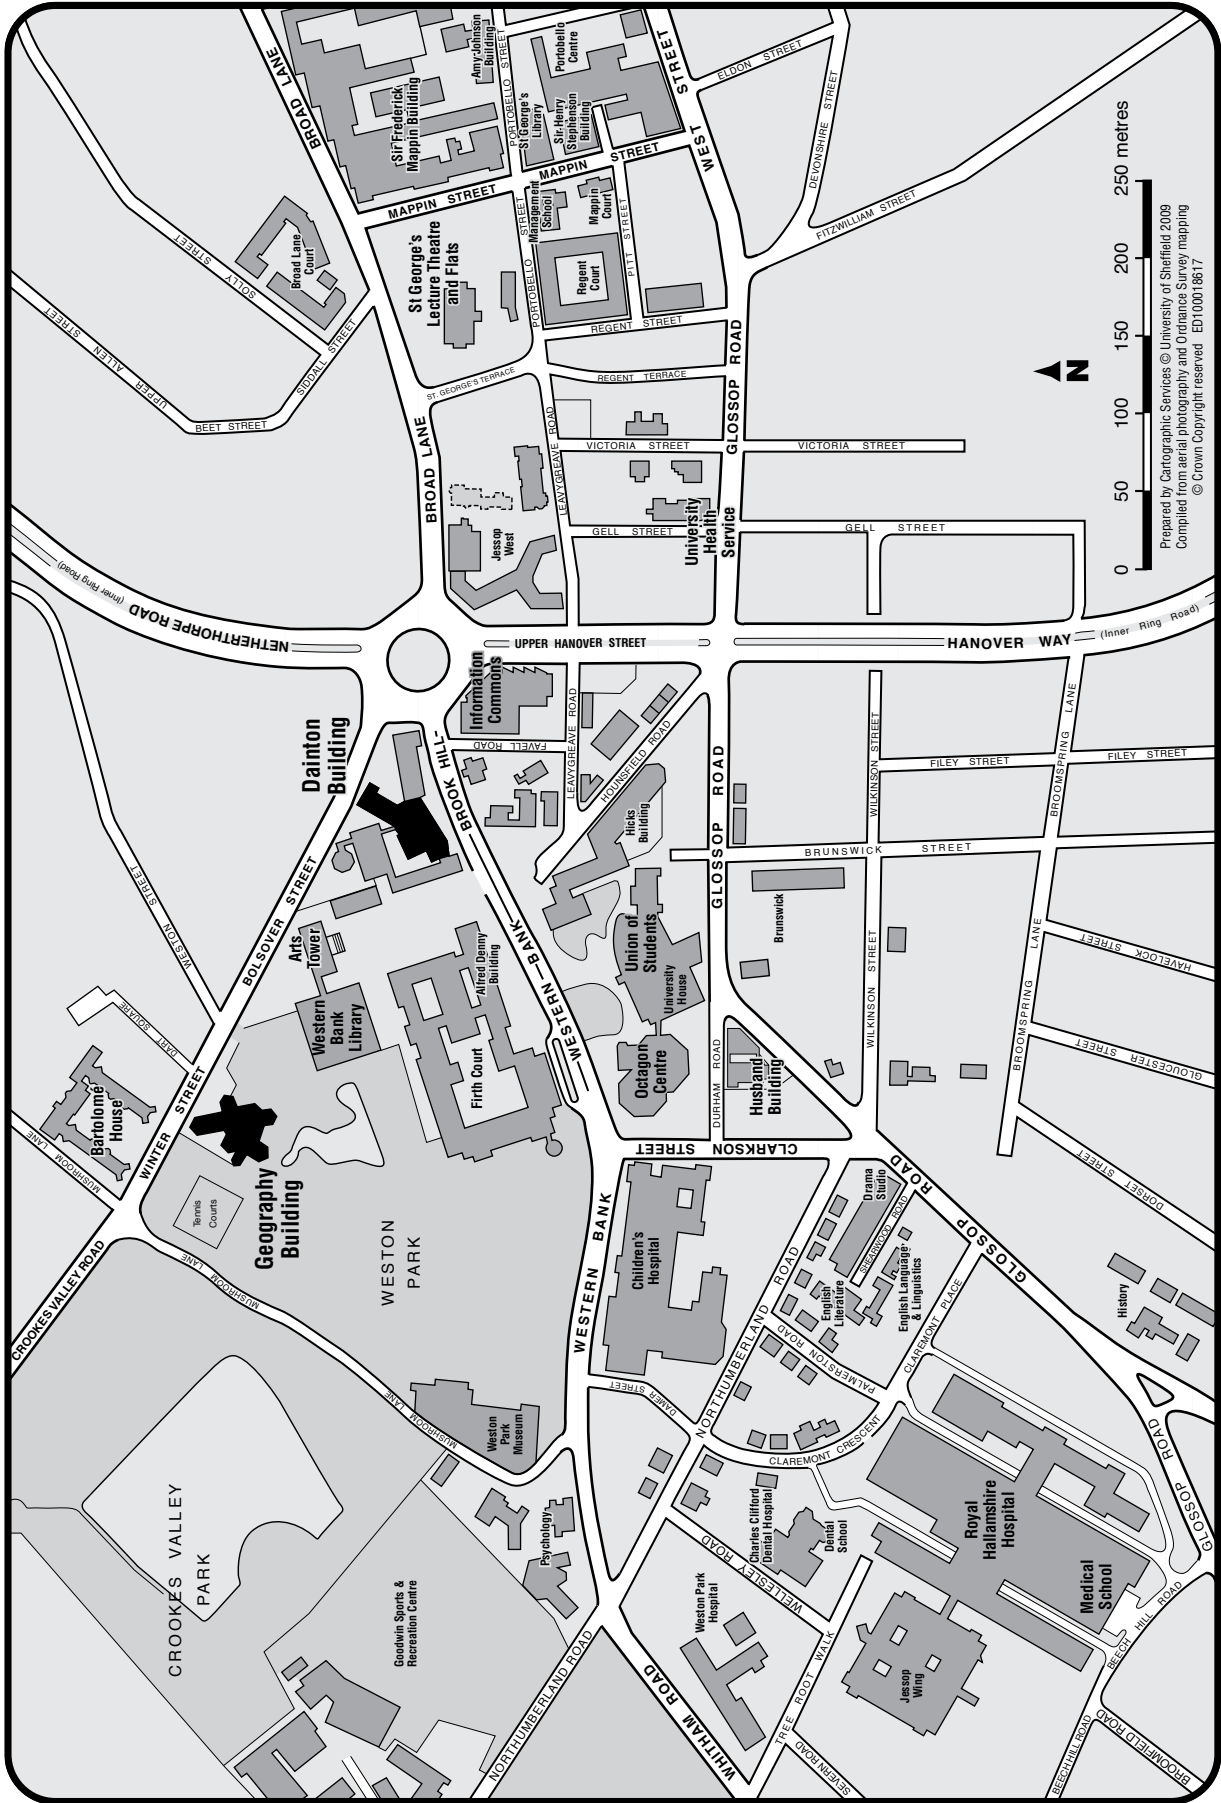 CROOKES VALLEY ROAD
MUSHROOM LANE
Bartolomé
House
WINTER STREET
DART SQUARE
WESTON STREET
NETHERTHORPE ROAD
(Inner Ring Road)
UPPER ALLEN STREET
BEET STREET
SIDDALL STREET
SOLLY STREET
Broad Lane
Court
BROAD LANE
CROOKES VALLEY
PARK
MUSHROOM LANE
Tennis
Courts
Geography
Building
WESTON
PARK
BOLSOVER STREET
Western
Bank
Library
Arts
Tower
Dainton
Building
BROAD LANE
Sir Frederick
Mappin Building
MAPPIN STREET
St George's
Lecture Theatre
and Flats
ST. GEORGE'S TERRACE
Amy Johnson
Building
PORTOBELLO STREET
MUSHROOM LANE
Goodwin Sports &
Recreation Centre
Weston
Park
Museum
Firth Court
Alfred Denny
Building
BROOK HILL
Information
Commons
FAVELL ROAD
UPPER HANOVER STREET
Jessop
West
LEAVYGREAVE ROAD
PORTOBELLO STREET
Management
School
St George's
Library
Sir Henry
Stephenson
Building
Portobello
Centre
MAPPIN STREET
Mappin
Court
Regent
Court
PITT STREET
REGENT STREET
REGENT TERRACE
VICTORIA STREET
GELL STREET
LEAVYGREAVE ROAD
HOUNSFIELD ROAD
Hicks
Building
WESTERN BANK
Psychology
NORTHUMBERLAND ROAD
WHITHAM ROAD
WESTERN BANK
Children's
Hospital
DAMER STREET
CLARKSON STREET
Octagon
Centre
Union of
Students
University
House
DURHAM ROAD
GLOSSOP ROAD
University
Health
Service
GLOSSOP ROAD
WEST STREET
WEST STREET
ELDON STREET
DEVONSHIRE STREET
FITZWILLIAM STREET
VICTORIA STREET
GELL STREET
HANOVER WAY
(Inner Ring Road)
Husband
Building
Brunswick
BRUNSWICK STREET
WILKINSON STREET
WILKINSON STREET
FILEY STREET
FILEY STREET
BROOMSPRING LANE
BROOMSPRING LANE
HAVELOCK STREET
GLOUCESTER STREET
DORSET STREET
Weston Park
Hospital
WELLESLEY ROAD
Charles Clifford
Dental Hospital
Dental
School
NORTHUMBERLAND ROAD
CLAREMONT CRESCENT
PALMERSTON ROAD
English
Literature
Drama
Studio
SHEARWOOD ROAD
English Language
& Linguistics
CLAREMONT PLACE
GLOSSOP ROAD
GLOSSOP ROAD
History
TREE ROOT WALK
SEVERN ROAD
Jessop
Wing
Royal
Hallamshire
Hospital
Medical
School
BEECH HILL ROAD
BEECH HILL ROAD
BROOMFIELD ROAD
GLOSSOP ROAD
N
0 50 100 150 200 250 metres
Prepared by Cartographic Services © University of Sheffield 2009
Compiled from aerial photography and Ordnance Survey mapping
© Crown Copyright reserved ED100018617